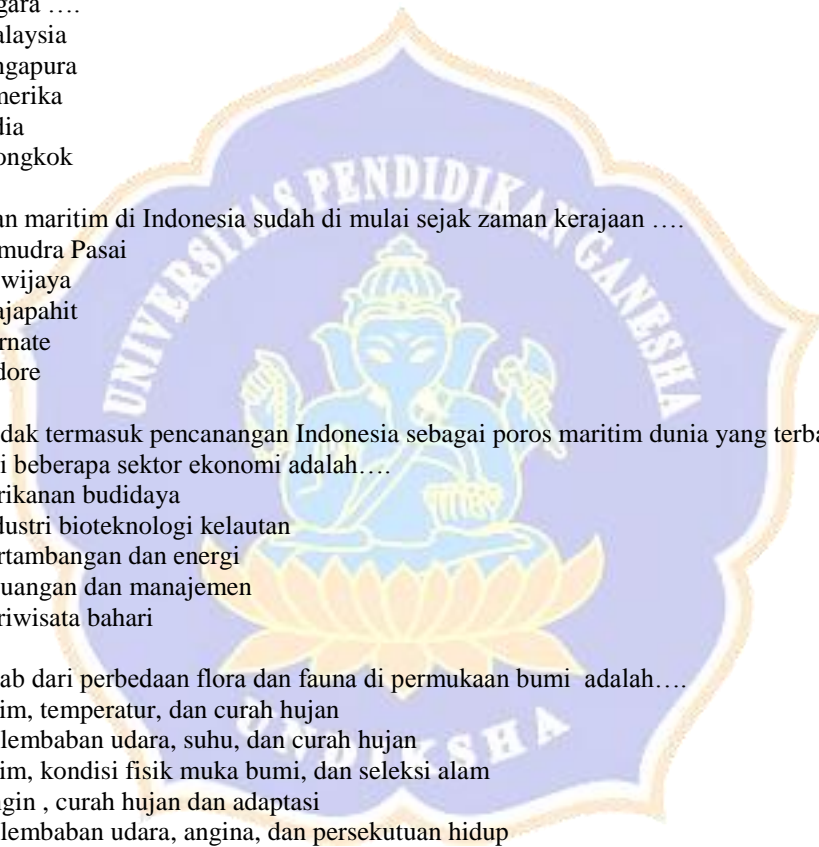 gara ….
alaysia
ngapura
merika
dia
ongkok
an maritim di Indonesia sudah di mulai sejak zaman kerajaan ….
mudra Pasai
wijaya
ajapahit
rnate
dore
dak termasuk pencanangan Indonesia sebagai poros maritim dunia yang terba
i beberapa sektor ekonomi adalah….
rikanan budidaya
dustri bioteknologi kelautan
rtambangan dan energi
uangan dan manajemen
riwisata bahari
ab dari perbedaan flora dan fauna di permukaan bumi adalah….
im, temperatur, dan curah hujan
lembaban udara, suhu, dan curah hujan
im, kondisi fisik muka bumi, dan seleksi alam
ngin , curah hujan dan adaptasi
lembaban udara, angina, dan persekutuan hidup
UNIVERSITAS PENDIDIKAN GANESHA
UNDIKSHA